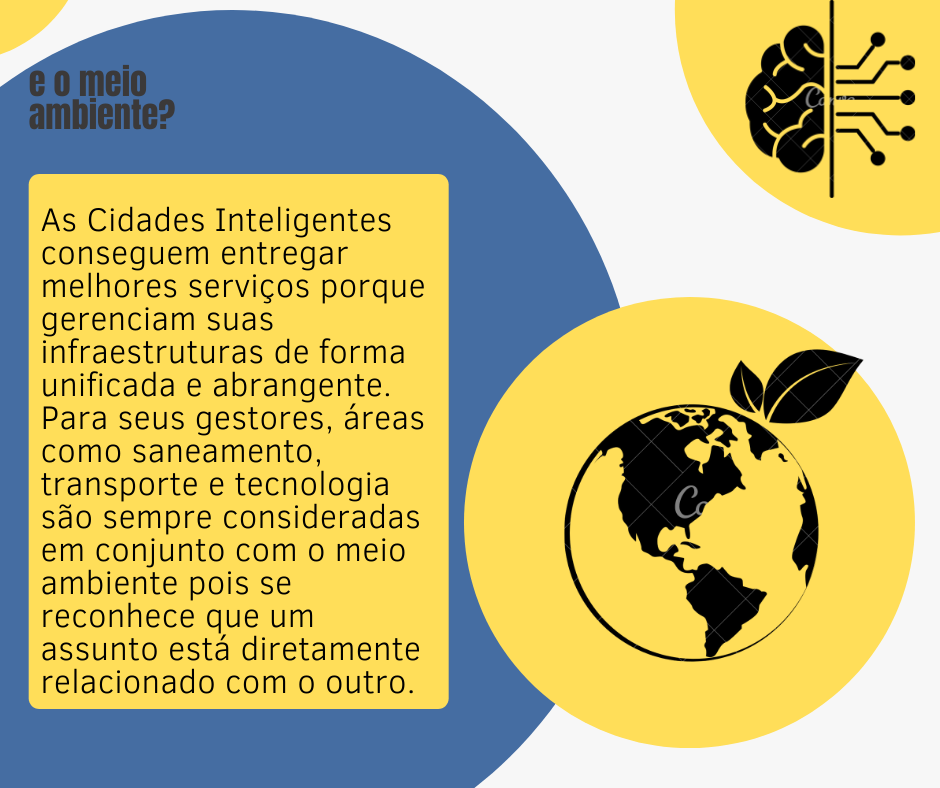 e o meio
ambiente?
As Cidades Inteligentes
conseguem entregar
melhores serviços porque
gerenciam suas
infraestruturas de forma
unificada e abrangente.
Para seus gestores, áreas
como saneamento,
transporte e tecnologia
são sempre consideradas
em conjunto com o meio
ambiente pois se
reconhece que um
assunto está diretamente
relacionado com o outro.